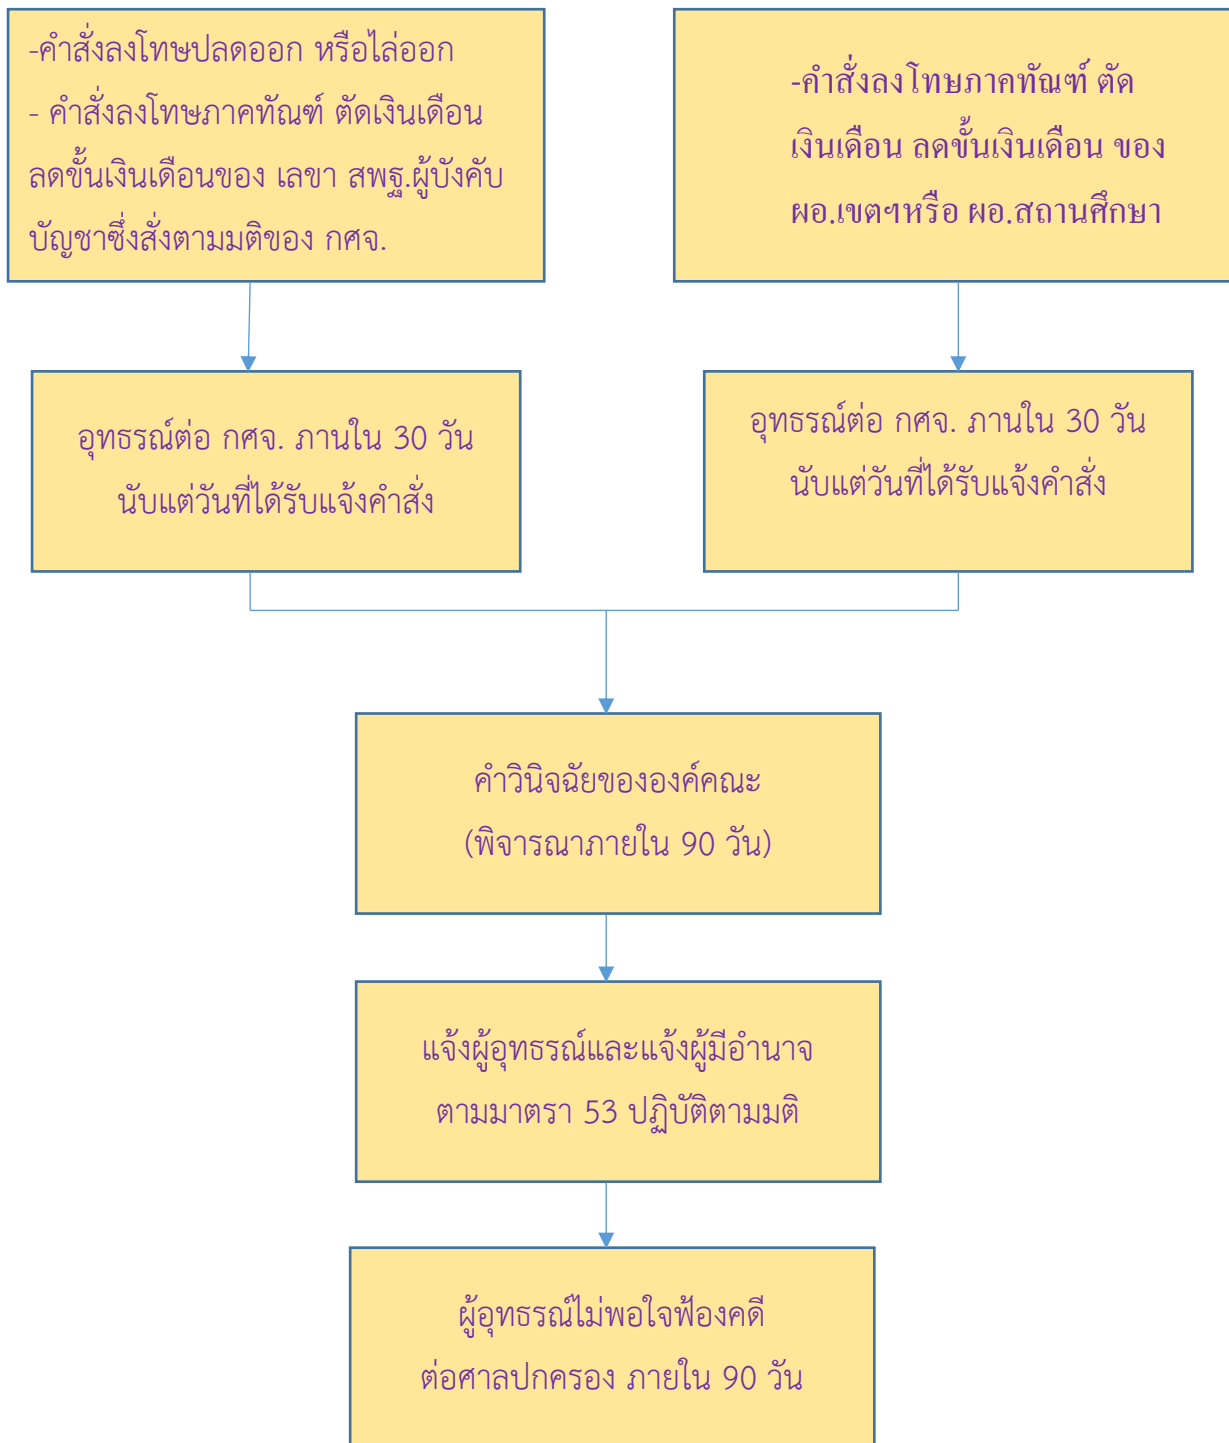 -คำสั่งลงโทษปลดออก หรือไล่ออก
- คำสั่งลงโทษภาคทัณฑ์ ตัดเงินเดือน
ลดขั้นเงินเดือนของ เลขา สพฐ.ผู้บังคับ
บัญชาซึ่งสั่งตามมติของ กศจ.
-คำสั่งลงโทษภาคทัณฑ์ ตัด
เงินเดือน ลดขั้นเงินเดือน ของ
ผอ.เขตฯหรือ ผอ.สถานศึกษา
อุทธรณ์ต่อ กศจ. ภานใน 30 วัน
นับแต่วันที่ได้รับแจ้งคำสั่ง
อุทธรณ์ต่อ กศจ. ภานใน 30 วัน
นับแต่วันที่ได้รับแจ้งคำสั่ง
คำวินิจฉัยขององค์คณะ
(พิจารณาภายใน 90 วัน)
แจ้งผู้อุทธรณ์และแจ้งผู้มีอำนาจ
ตามมาตรา 53 ปฏิบัติตามมติ
ผู้อุทธรณ์ไม่พอใจฟ้องคดี
ต่อศาลปกครอง ภายใน 90 วัน